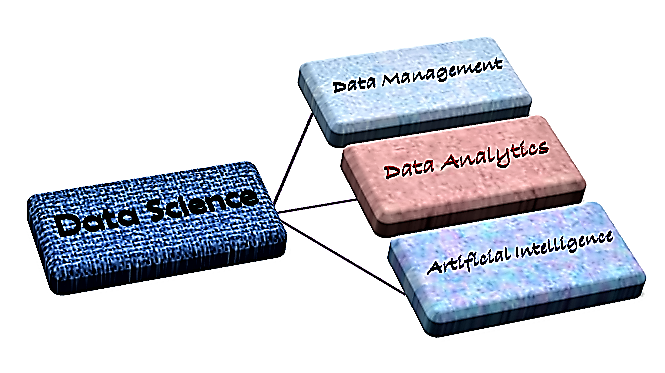 Data Science
Data Management
Data Analytics
Artificial Intelligence